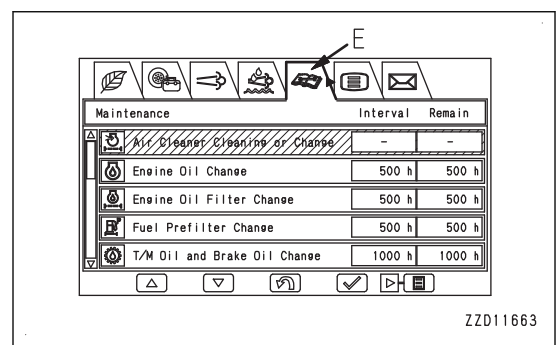 E
Maintenance Interval Remain
Air Cleaner Cleaning or Change - -
Engine Oil Change 500 h 500 h
Engine Oil Filter Change 500 h 500 h
Fuel Prefilter Change 500 h 500 h
T/M Oil and Brake Oil Change 1000 h 1000 h
ZZD11663